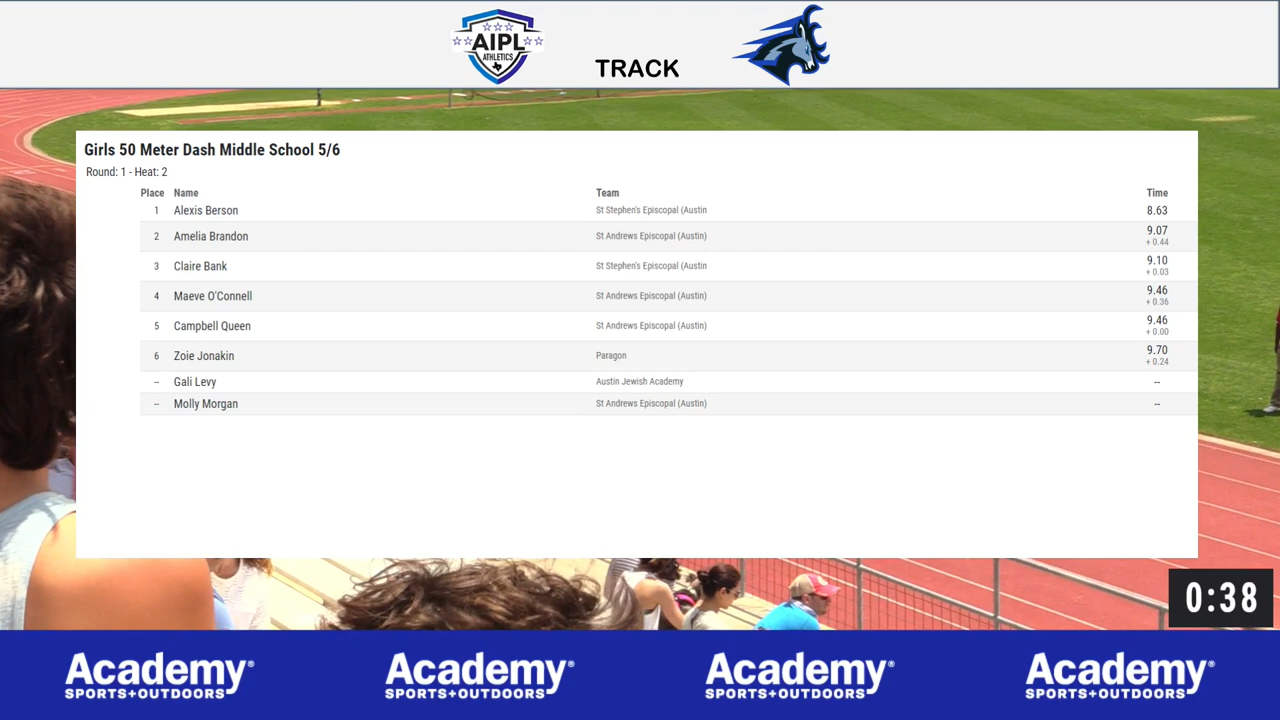 AIPL
ATHLETICS
TRACK
Girls 50 Meter Dash Middle School 5/6
Round: 1 - Heat: 2
Place Name Team Time
1 Alexis Berson St Stephen's Episcopal (Austin 8.63
2 Amelia Brandon St Andrews Episcopal (Austin) 9.07
+ 0.44
3 Claire Bank St Stephen's Episcopal (Austin 9.10
+ 0.03
4 Maeve O'Connell St Andrews Episcopal (Austin) 9.46
+ 0.36
5 Campbell Queen St Andrews Episcopal (Austin) 9.46
+ 0.00
6 Zoie Jonakin Paragon 9.70
+ 0.24
-- Gali Levy Austin Jewish Academy --
-- Molly Morgan St Andrews Episcopal (Austin) --
0:38
Academy® Academy® Academy® Academy®
SPORTS+OUTDOORS SPORTS+OUTDOORS SPORTS+OUTDOORS SPORTS+OUTDOORS